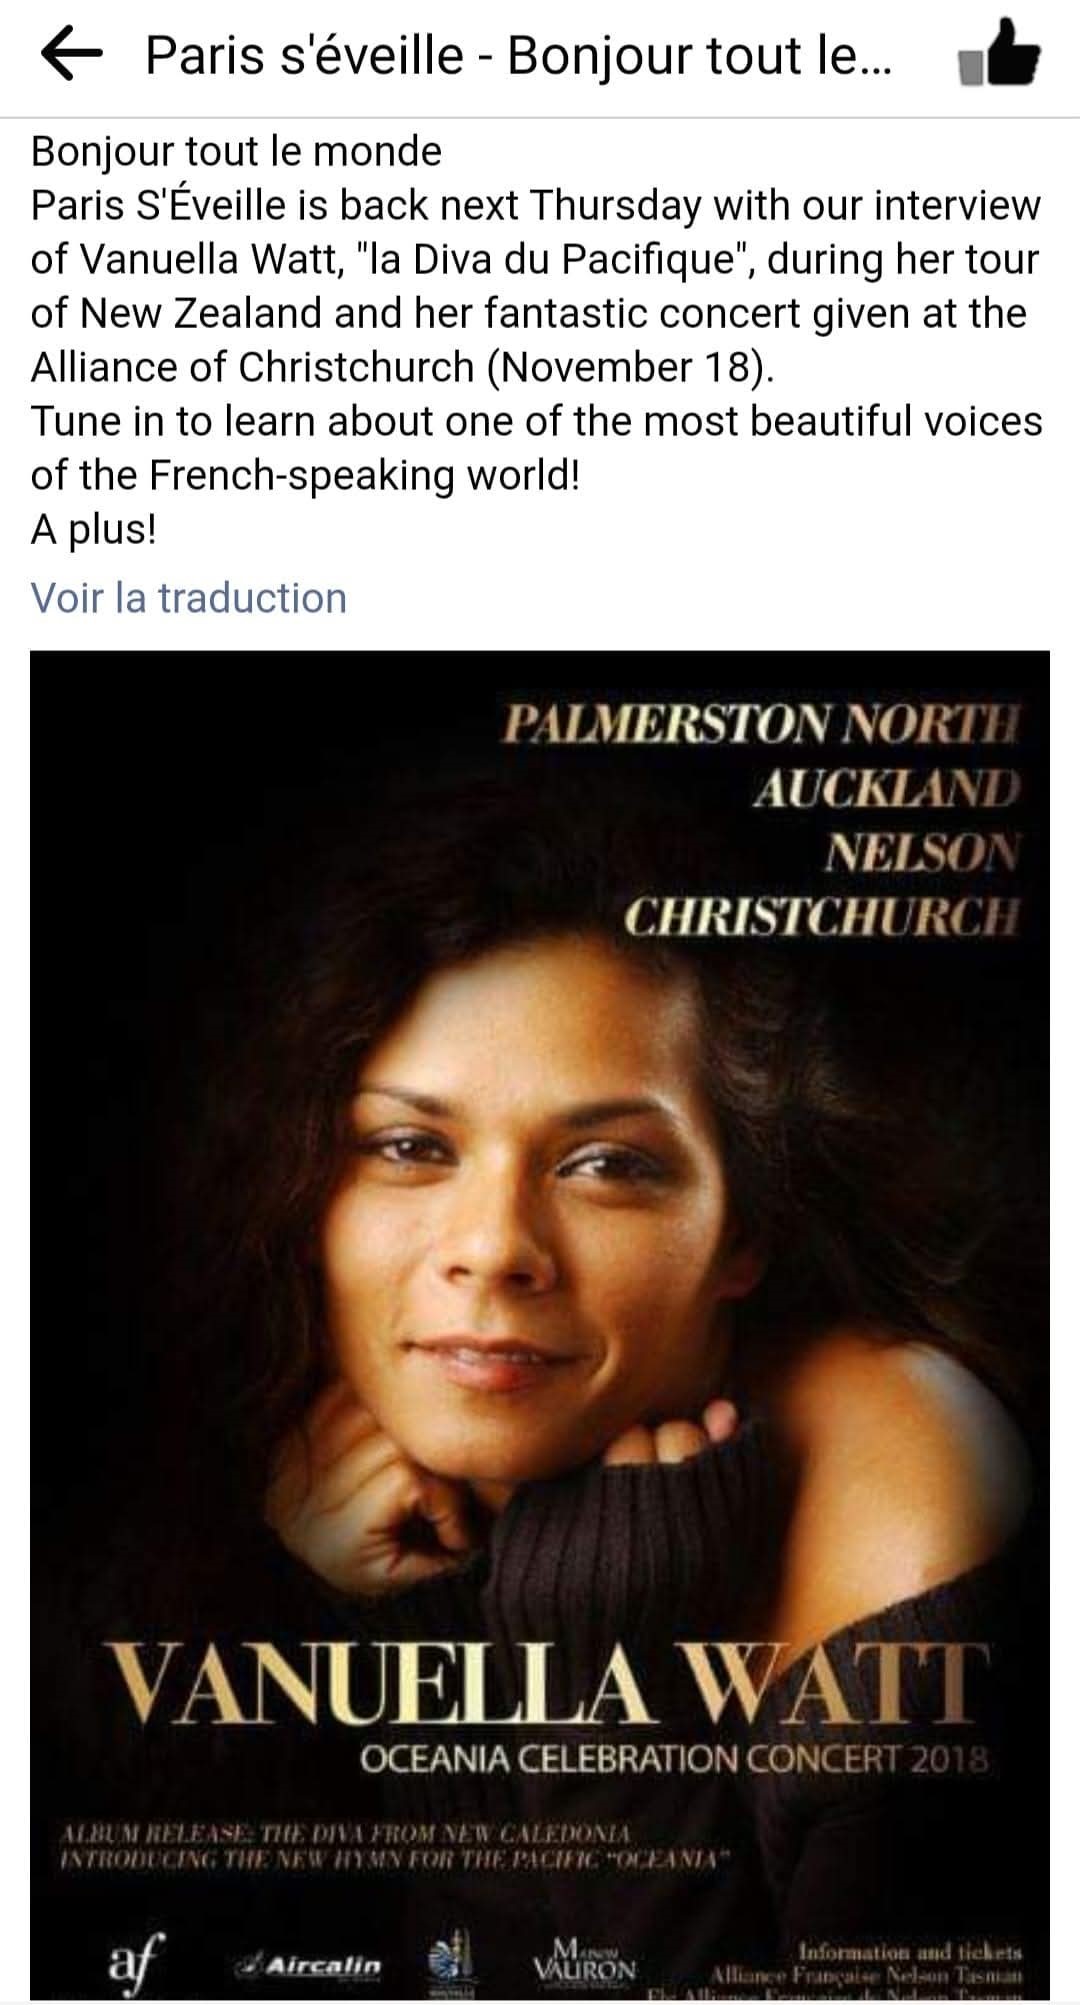 Paris s'éveille - Bonjour tout le...
Bonjour tout le monde
Paris S'Éveille is back next Thursday with our interview
of Vanuella Watt, "la Diva du Pacifique", during her tour
of New Zealand and her fantastic concert given at the
Alliance of Christchurch (November 18).
Tune in to learn about one of the most beautiful voices
of the French-speaking world!
A plus!
Voir la traduction
PALMERSTON NORTH
AUCKLAND
NELSON
CHRISTCHURCH
VANUELLA WATT
OCEANIA CELEBRATION CONCERT 2018
ALBUM RELEASE: THE DIVA FROM NEW CALEDONIA
INTRODUCING THE NEW HYMN FOR THE PACIFIC "OCEANIA"
af
Aircalin
MANON
VAURON
Information and tickets
Alliance Française Nelson Tasman